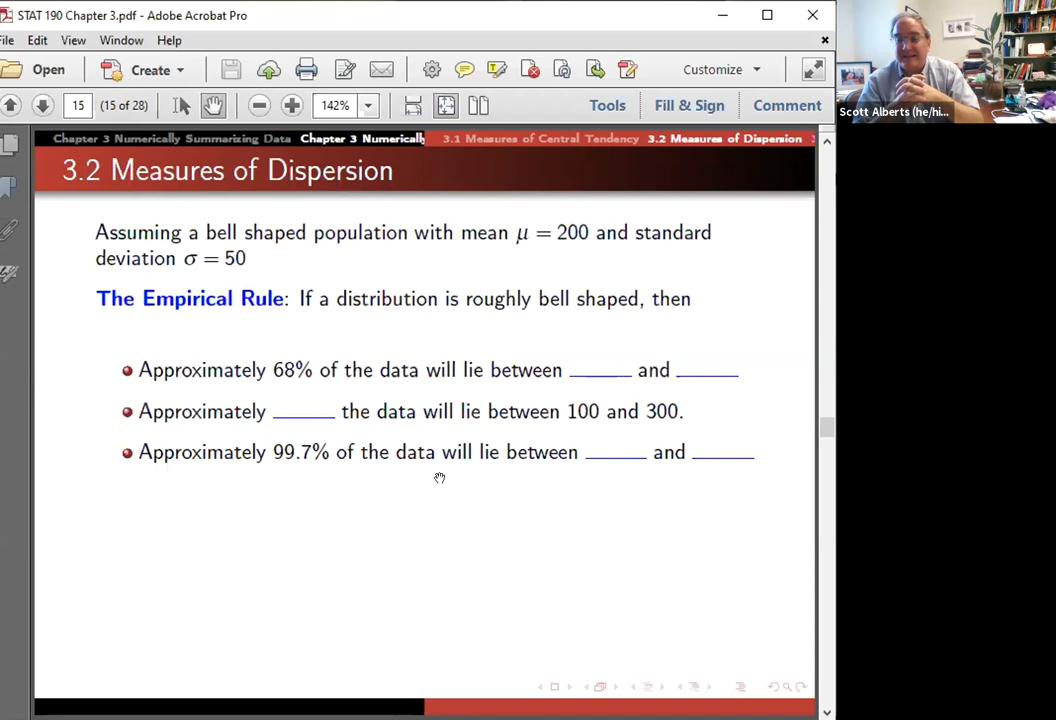 STAT 190 Chapter 3.pdf - Adobe Acrobat Pro
File Edit View Window Help
Open Create Customize
15 (15 of 28) 142% Tools Fill & Sign Comment
Scott Alberts (he/hi...
Chapter 3 Numerically Summarizing Data Chapter 3 Numerically 3.1 Measures of Central Tendency 3.2 Measures of Dispersion
3.2 Measures of Dispersion
Assuming a bell shaped population with mean μ = 200 and standard
deviation σ = 50
The Empirical Rule: If a distribution is roughly bell shaped, then
Approximately 68% of the data will lie between _____ and _____
Approximately _____ the data will lie between 100 and 300.
Approximately 99.7% of the data will lie between _____ and _____